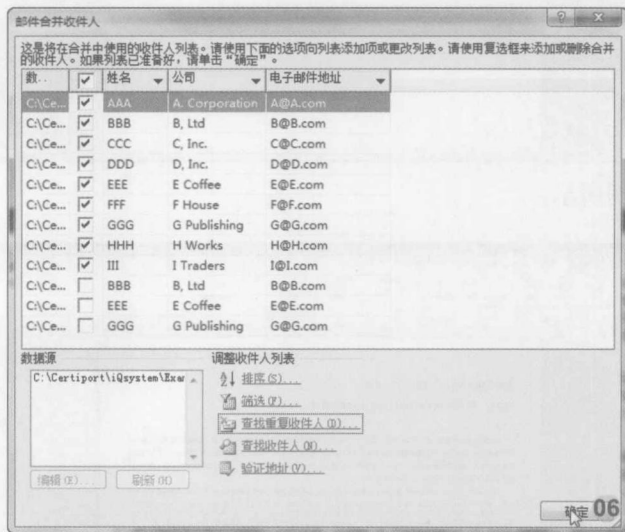 邮件合并收件人
这是将在合并中使用的收件人列表。请使用下面的选项向列表添加项或更改列表。请使用复选框来添加或删除合并
的收件人。如果列表已准备好，请单击“确定”。
数.. 姓名 公司 电子邮件地址
C:\Ce... AAA A. Corporation A@A.com
C:\Ce... BBB B, Ltd B@B.com
C:\Ce... CCC C, Inc. C@C.com
C:\Ce... DDD D, Inc. D@D.com
C:\Ce... EEE E Coffee E@E.com
C:\Ce... FFF F House F@F.com
C:\Ce... GGG G Publishing G@G.com
C:\Ce... HHH H Works H@H.com
C:\Ce... III I Traders I@I.com
C:\Ce... BBB B, Ltd B@B.com
C:\Ce... EEE E Coffee E@E.com
C:\Ce... GGG G Publishing G@G.com
数据源 调整收件人列表
C:\Certiport\iQsystem\Exam
排序(S)...
筛选(F)...
查找重复收件人(D)...
查找收件人(N)...
验证地址(V)...
编辑(E)... 刷新(H)
确定 06